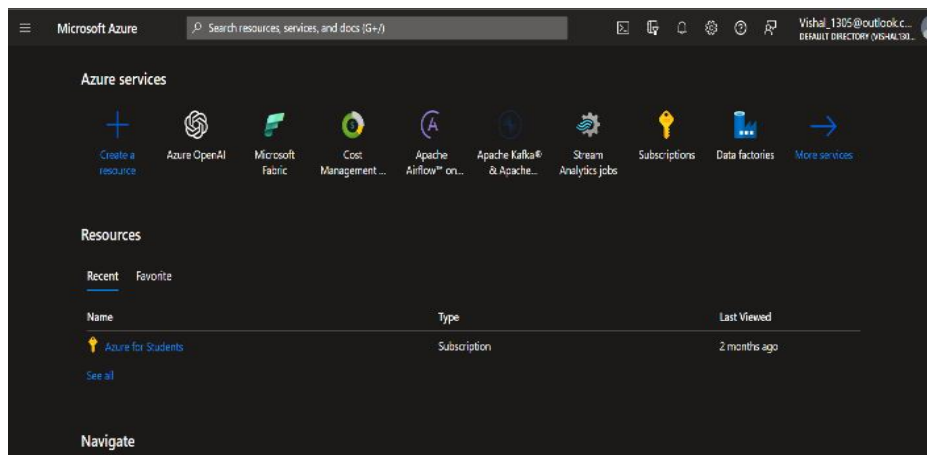 Microsoft Azure
Search resources, services, and docs (G+/)
Vishal_1305@outlook.c...
DEFAULT DIRECTORY (VISHAL130...
Azure services
Create a
resource
Azure OpenAI
Microsoft
Fabric
Cost
Management ...
Apache
Airflow™ on...
Apache Kafka®
& Apache...
Stream
Analytics jobs
Subscriptions
Data factories
More services
Resources
Recent Favorite
Name Type Last Viewed
Azure for Students Subscription 2 months ago
See all
Navigate